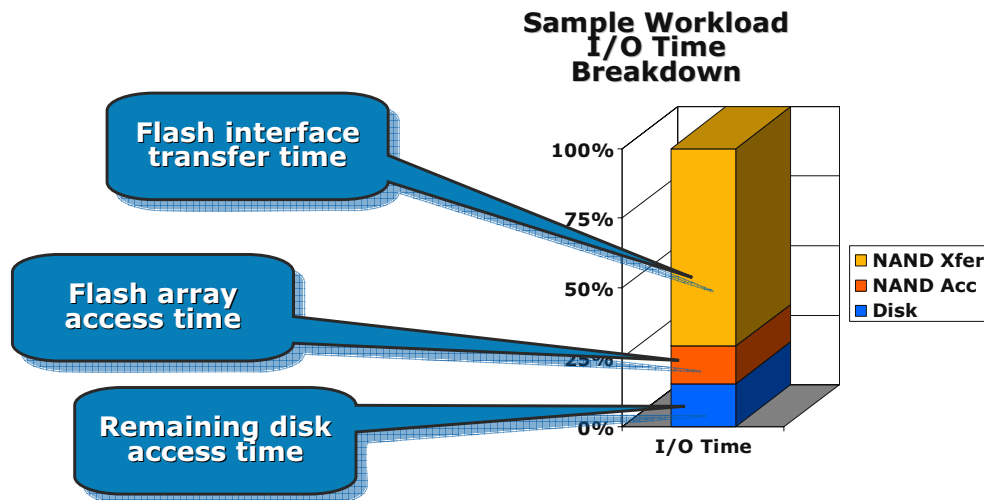 Sample Workload
I/O Time
Breakdown
Flash interface
transfer time
Flash array
access time
Remaining disk
access time
100%
75%
50%
25%
0%
I/O Time
NAND Xfer
NAND Acc
Disk